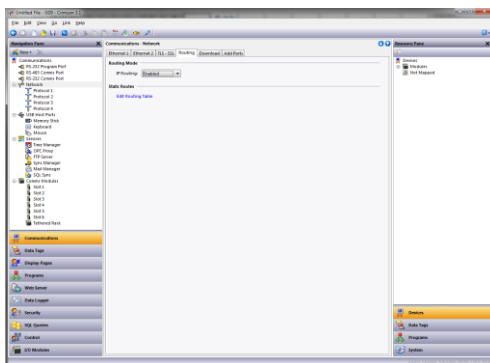 Untitled File - G09 - Crimson 3.1
File Edit View Go Link Help
Navigation Pane
New
Communications
RS-232 Program Port
RS-485 Comms Port
RS-232 Comms Port
Network
Protocol 1
Protocol 2
Protocol 3
Protocol 4
USB Host Ports
Memory Stick
Keyboard
Mouse
Services
Time Manager
OPC Proxy
FTP Server
Sync Manager
Mail Manager
SQL Sync
Comms Modules
Slot 1
Slot 2
Slot 3
Slot 4
Slot 5
Slot 6
Tethered Rack
Communications
Data Tags
Display Pages
Programs
Web Server
Data Logger
Security
SQL Queries
Control
I/O Modules
Communications - Network
Ethernet 1 Ethernet 2 TLS - SSL Routing Download Add Ports
Routing Mode
IP Routing: Enabled
Static Routes
Edit Routing Table
Resource Pane
Devices
Modules
Not Mapped
Devices
Data Tags
Programs
System